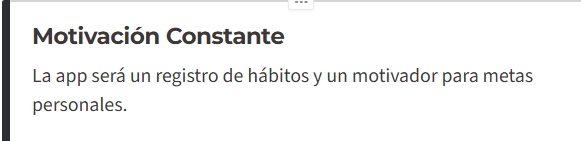 Motivación Constante
La app será un registro de hábitos y un motivador para metas
personales.